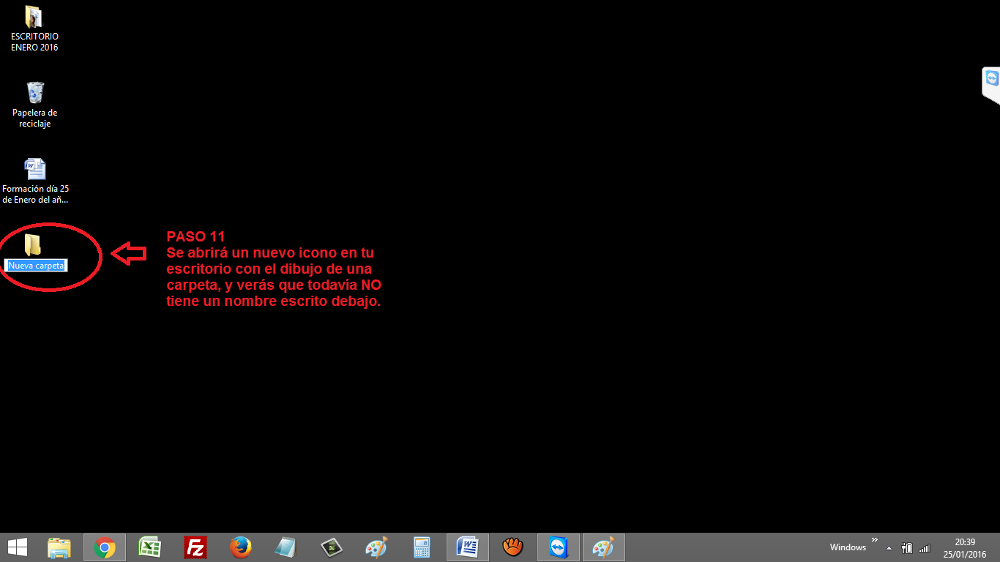 ESCRITORIO
ENERO 2016
Papelera de
reciclaje
Formación día 25
de Enero del añ...
Nueva carpeta
PASO 11
Se abrirá un nuevo icono en tu
escritorio con el dibujo de una
carpeta, y verás que todavía NO
tiene un nombre escrito debajo.
Fz
Windows
20:39
25/01/2016